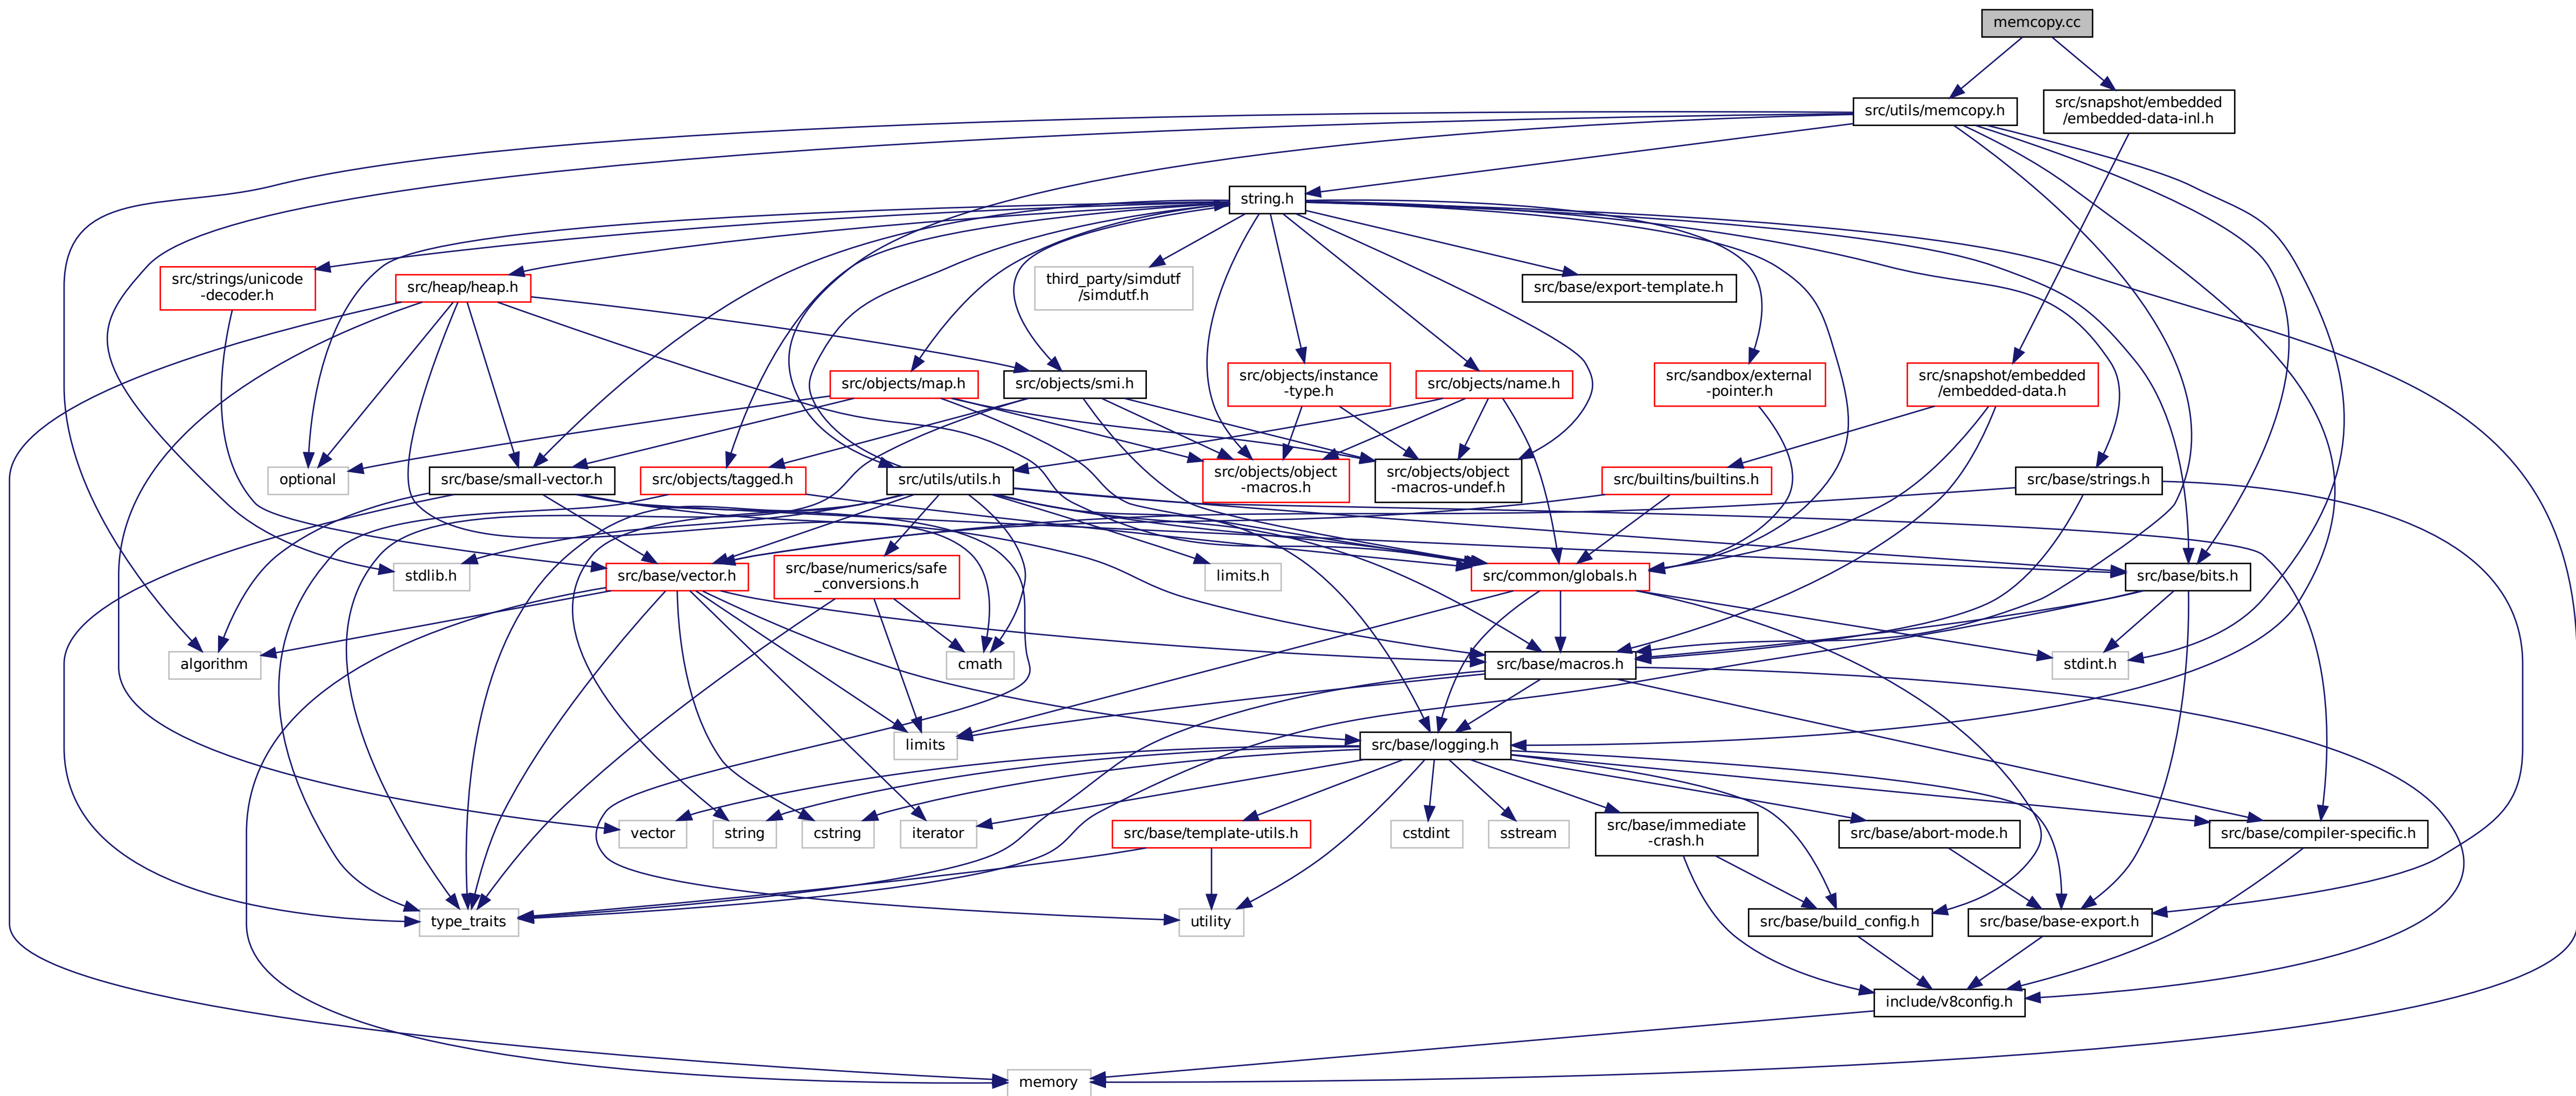 memcopy.cc
src/utils/memcopy.h
src/snapshot/embedded
/embedded-data-inl.h
string.h
src/strings/unicode
-decoder.h
src/heap/heap.h
third_party/simdutf
/simdutf.h
src/base/export-template.h
src/objects/map.h
src/objects/smi.h
src/objects/instance
-type.h
src/objects/name.h
src/sandbox/external
-pointer.h
src/snapshot/embedded
/embedded-data.h
optional
src/base/small-vector.h
src/objects/tagged.h
src/utils/utils.h
src/objects/object
-macros.h
src/objects/object
-macros-undef.h
src/builtins/builtins.h
src/base/strings.h
stdlib.h
src/base/vector.h
src/base/numerics/safe
_conversions.h
limits.h
src/common/globals.h
src/base/bits.h
algorithm
cmath
src/base/macros.h
stdint.h
limits
src/base/logging.h
vector
string
cstring
iterator
src/base/template-utils.h
cstdint
sstream
src/base/immediate
-crash.h
src/base/abort-mode.h
src/base/compiler-specific.h
type_traits
utility
src/base/build_config.h
src/base/base-export.h
include/v8config.h
memory